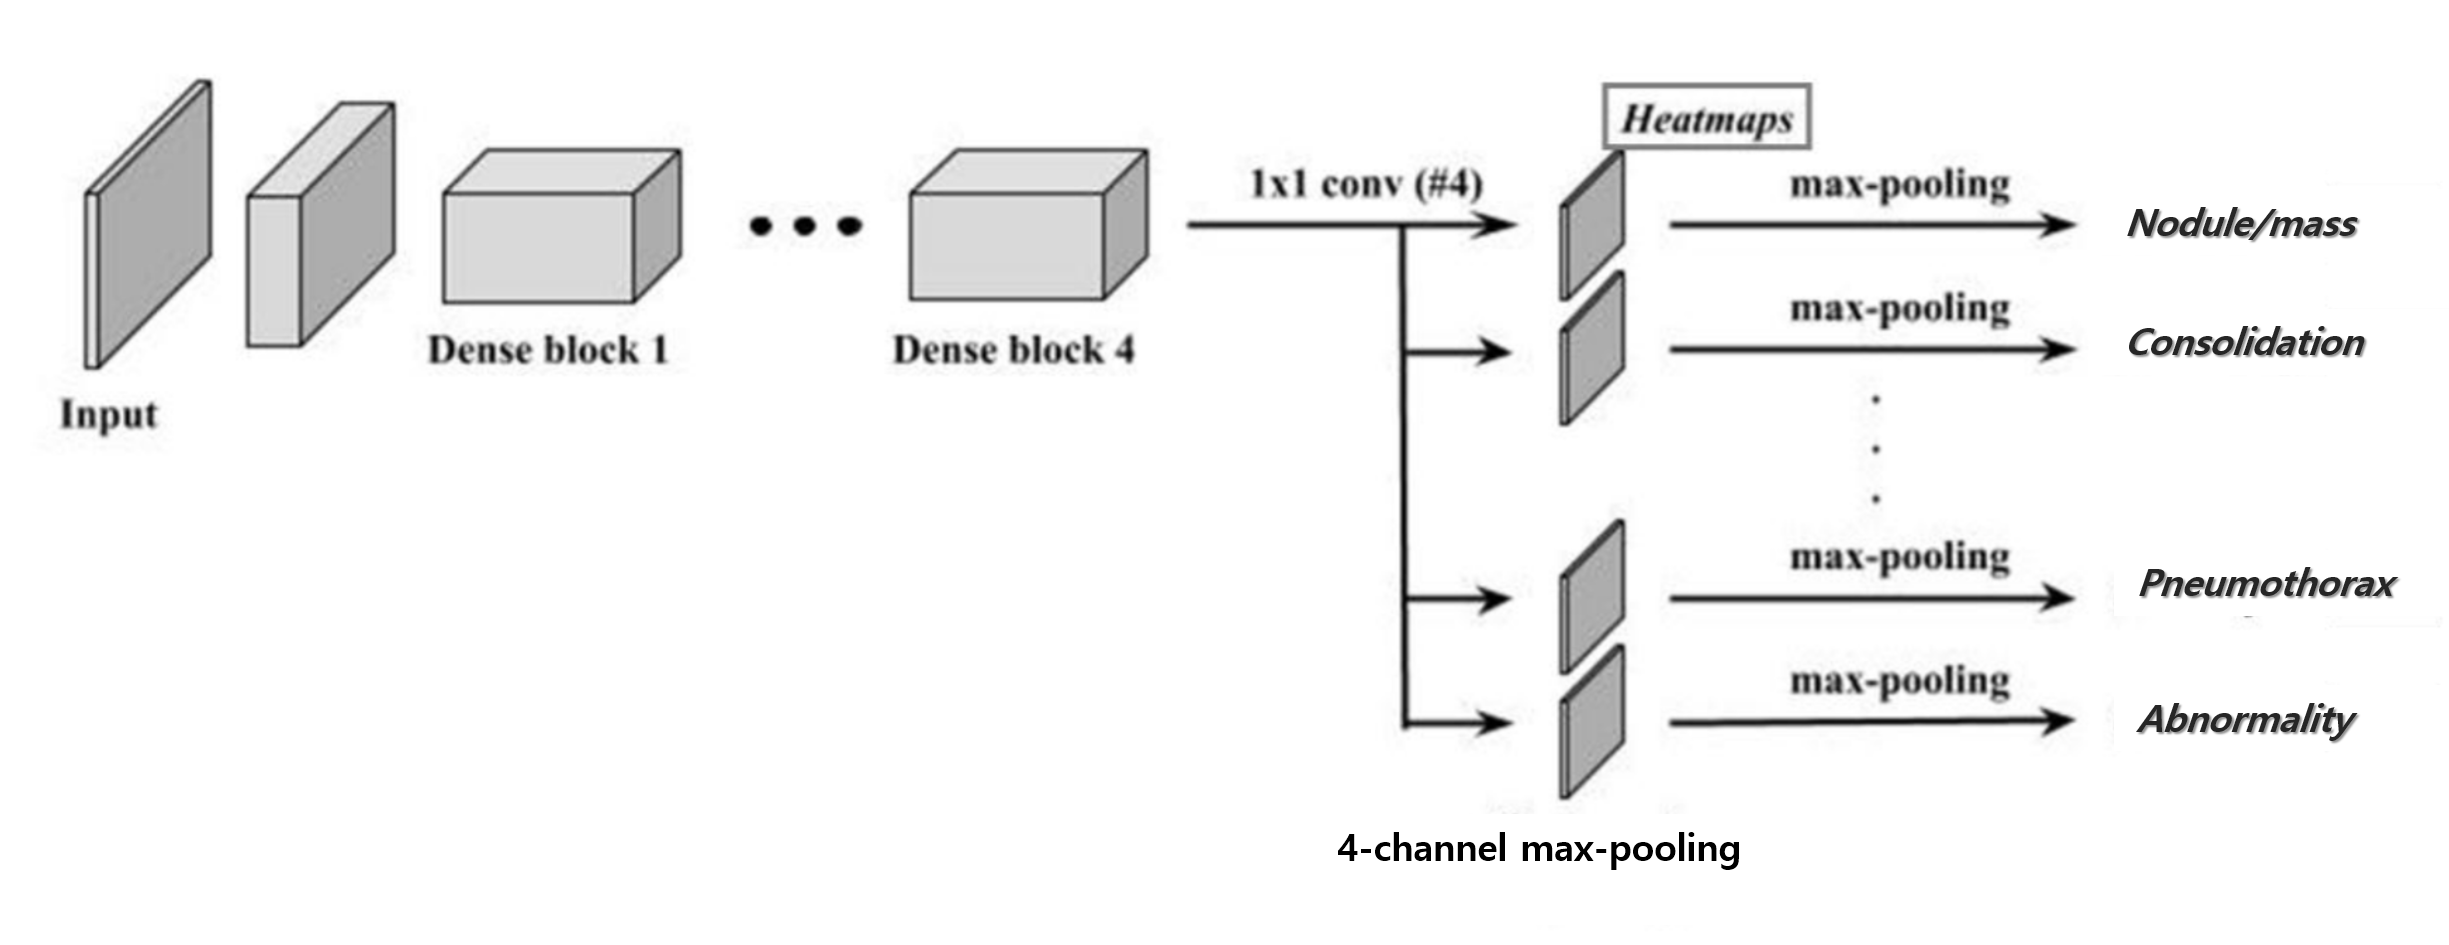 Heatmaps
1x1 conv (#4)
max-pooling
Nodule/mass
max-pooling
Consolidation
Dense block 1
Dense block 4
Input
max-pooling
Pneumothorax
max-pooling
Abnormality
4-channel max-pooling